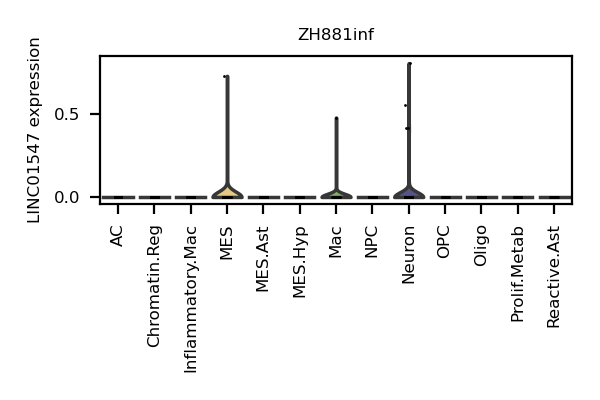 ZH881inf
LINC01547 expression
0.5
0.0
AC
Chromatin.Reg
Inflammatory.Mac
MES
MES.Ast
MES.Hyp
Mac
NPC
Neuron
OPC
Oligo
Prolif.Metab
Reactive.Ast